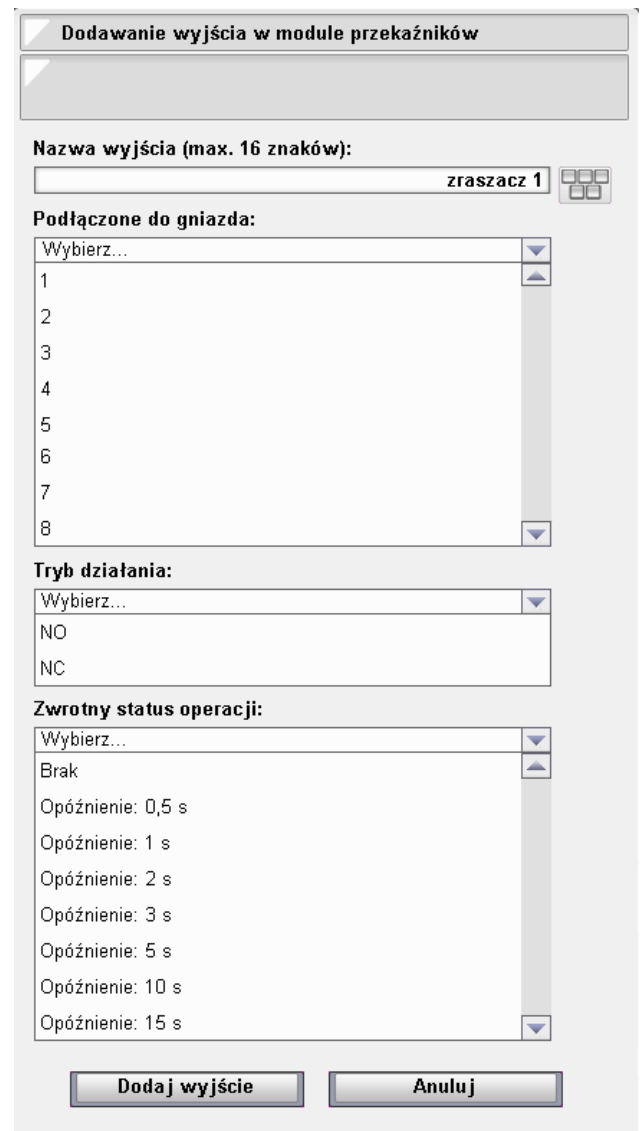 Dodawanie wyjścia w module przekaźników
Nazwa wyjścia (max. 16 znaków):
zraszacz 1
Podłączone do gniazda:
Wybierz...
1
2
3
4
5
6
7
8
Tryb działania:
Wybierz...
NO
NC
Zwrotny status operacji:
Wybierz...
Brak
Opóźnienie: 0,5 s
Opóźnienie: 1 s
Opóźnienie: 2 s
Opóźnienie: 3 s
Opóźnienie: 5 s
Opóźnienie: 10 s
Opóźnienie: 15 s
Dodaj wyjście Anuluj